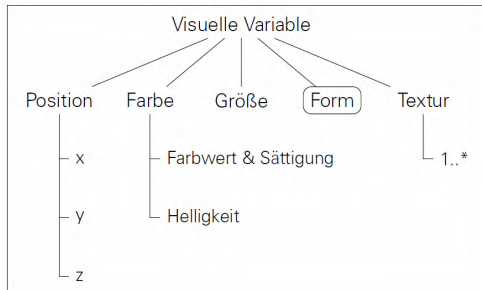 Visuelle Variable
Position Farbe Größe Form Textur
x Farbwert & Sättigung 1..*
y Helligkeit
z